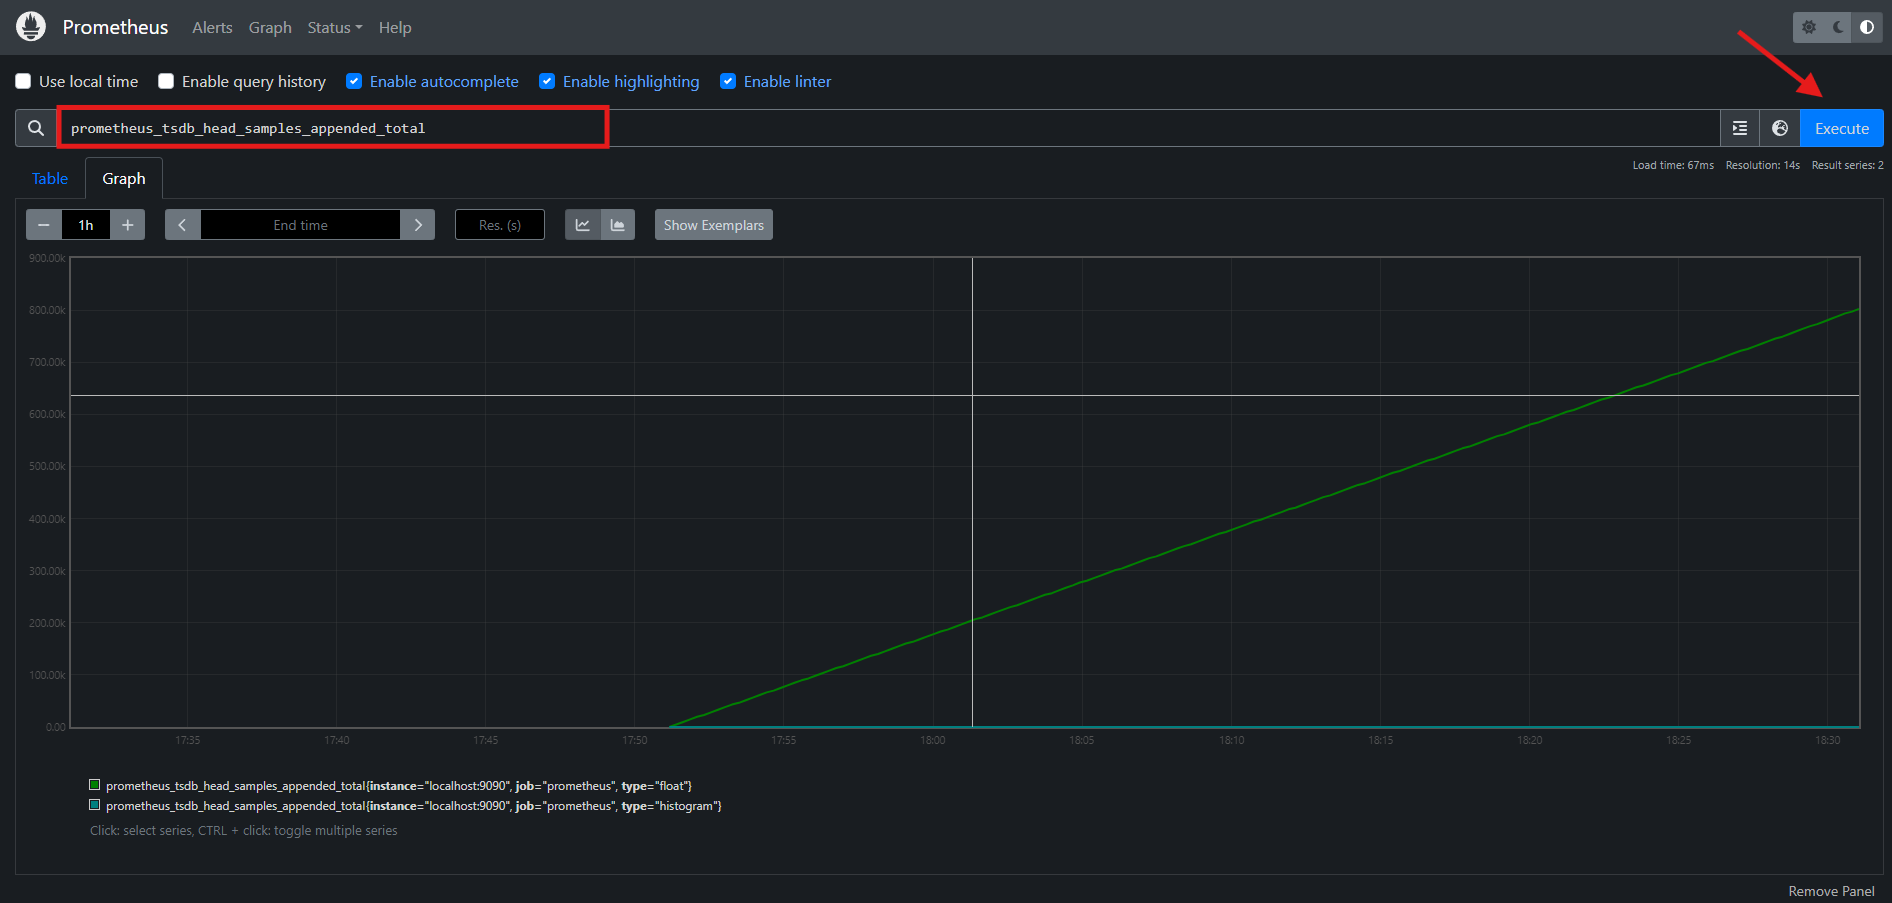 Prometheus Alerts Graph Status Help
Use local time Enable query history Enable autocomplete Enable highlighting Enable linter
prometheus_tsdb_head_samples_appended_total
Execute
Load time: 67ms Resolution: 14s Result series: 2
Table Graph
1h End time Res. (s) Show Exemplars
900.00k
800.00k
700.00k
600.00k
500.00k
400.00k
300.00k
200.00k
100.00k
0.00
17:35 17:40 17:45 17:50 17:55 18:00 18:05 18:10 18:15 18:20 18:25 18:30
prometheus_tsdb_head_samples_appended_total{instance="localhost:9090", job="prometheus", type="float"}
prometheus_tsdb_head_samples_appended_total{instance="localhost:9090", job="prometheus", type="histogram"}
Click: select series, CTRL + click: toggle multiple series
Remove Panel